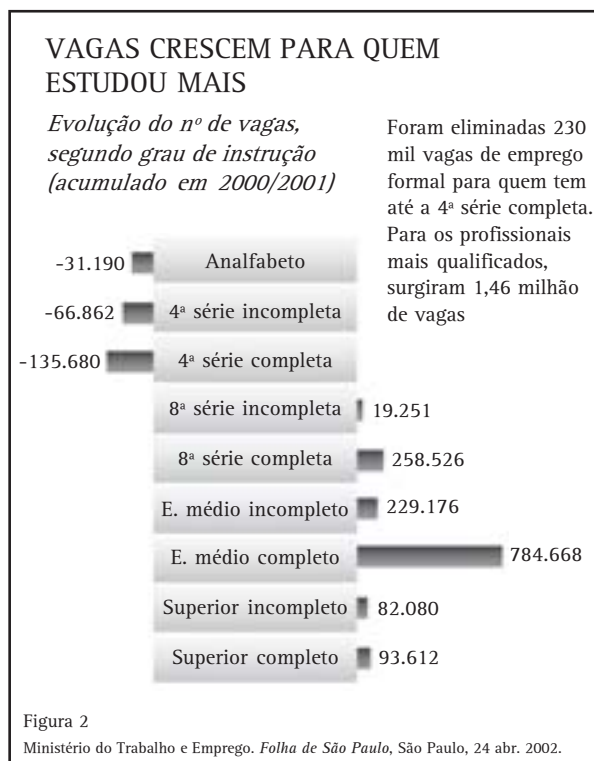 VAGAS CRESCEM PARA QUEM
ESTUDOU MAIS
Evolução do nº de vagas,
segundo grau de instrução
(acumulado em 2000/2001)
Foram eliminadas 230
mil vagas de emprego
formal para quem tem
até a 4ª série completa.
Para os profissionais
mais qualificados,
surgiram 1,46 milhão
de vagas
-31.190 Analfabeto
-66.862 4ª série incompleta
-135.680 4ª série completa
8ª série incompleta 19.251
8ª série completa 258.526
E. médio incompleto 229.176
E. médio completo 784.668
Superior incompleto 82.080
Superior completo 93.612
Figura 2
Ministério do Trabalho e Emprego. Folha de São Paulo, São Paulo, 24 abr. 2002.